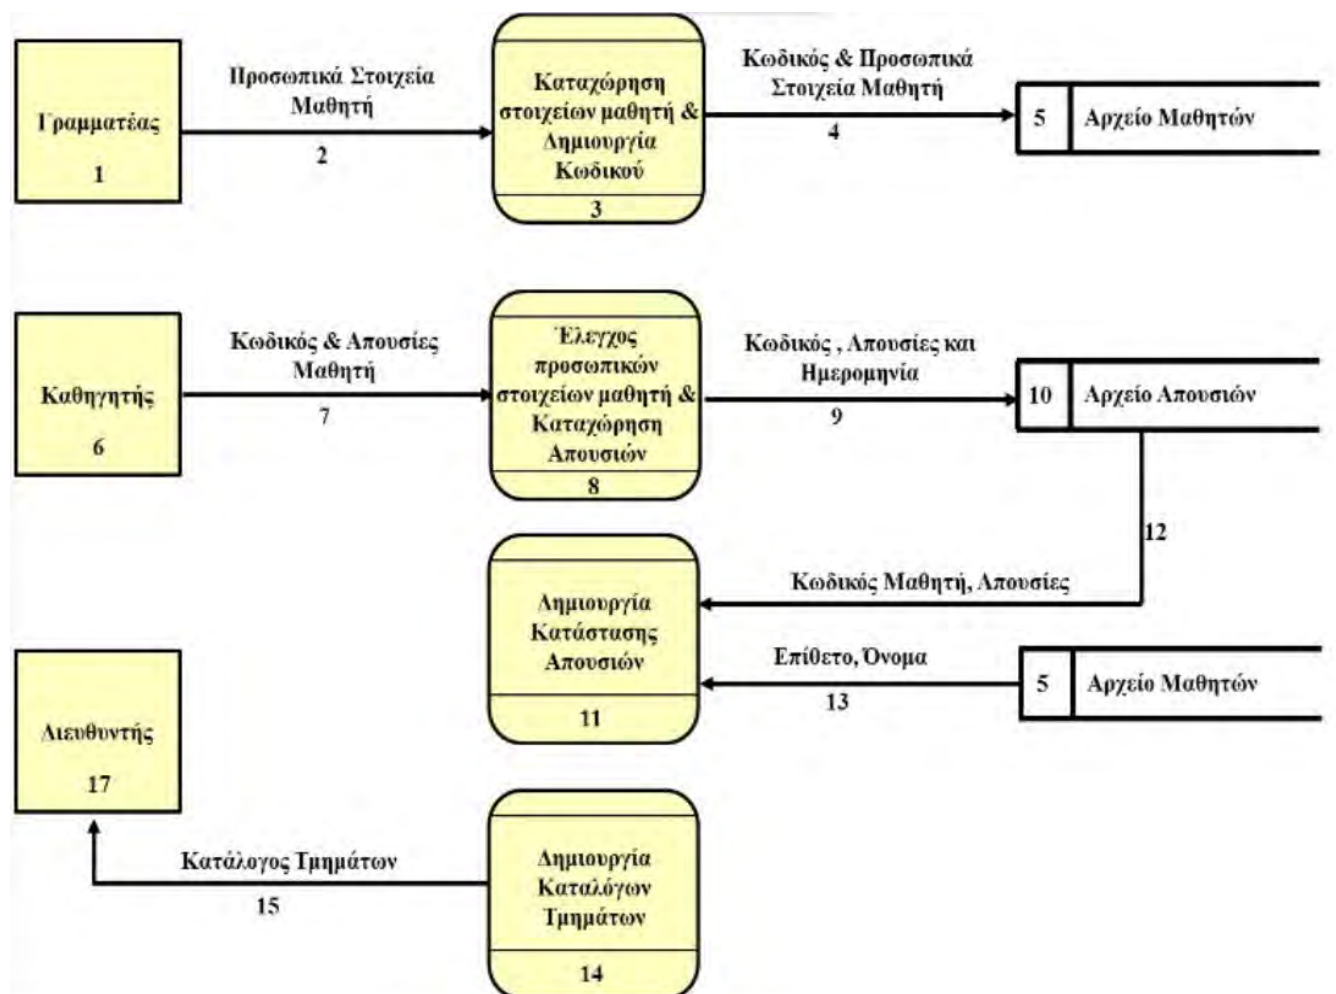 Γραμματέας
1
Προσωπικά Στοιχεία
Μαθητή
2
Καταχώρηση
στοιχείων μαθητή &
Δημιουργία
Κωδικού
3
Κωδικός & Προσωπικά
Στοιχεία Μαθητή
4
5 Αρχείο Μαθητών
Καθηγητής
6
Κωδικός & Απουσίες
Μαθητή
7
Έλεγχος
προσωπικών
στοιχείων μαθητή &
Καταχώρηση
Απουσιών
8
Κωδικός , Απουσίες και
Ημερομηνία
9
10 Αρχείο Απουσιών
12
Κωδικός Μαθητή, Απουσίες
Δημιουργία
Κατάστασης
Απουσιών
11
Επίθετο, Όνομα
13
5 Αρχείο Μαθητών
Διευθυντής
17
Κατάλογος Τμημάτων
15
Δημιουργία
Καταλόγων
Τμημάτων
14